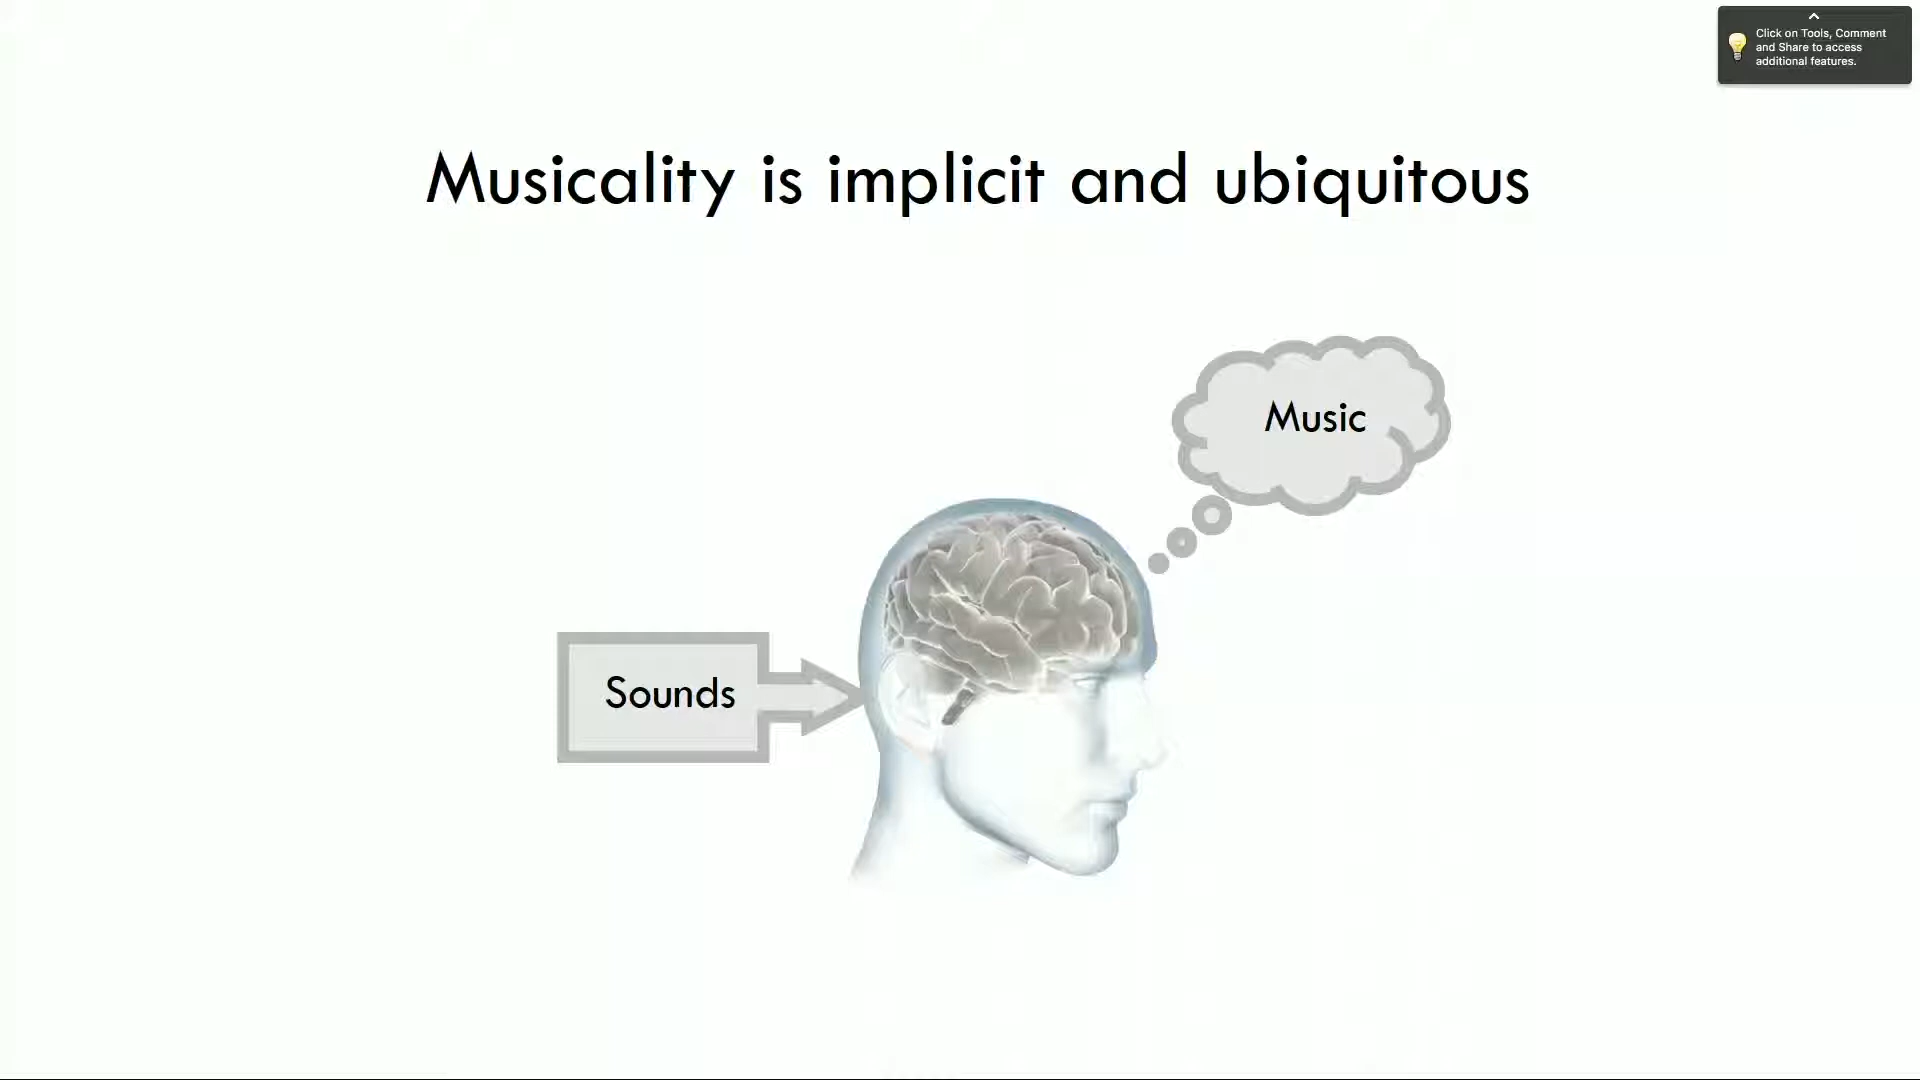 Click on Tools, Comment
and Share to access
additional features.
Musicality is implicit and ubiquitous
Music
Sounds